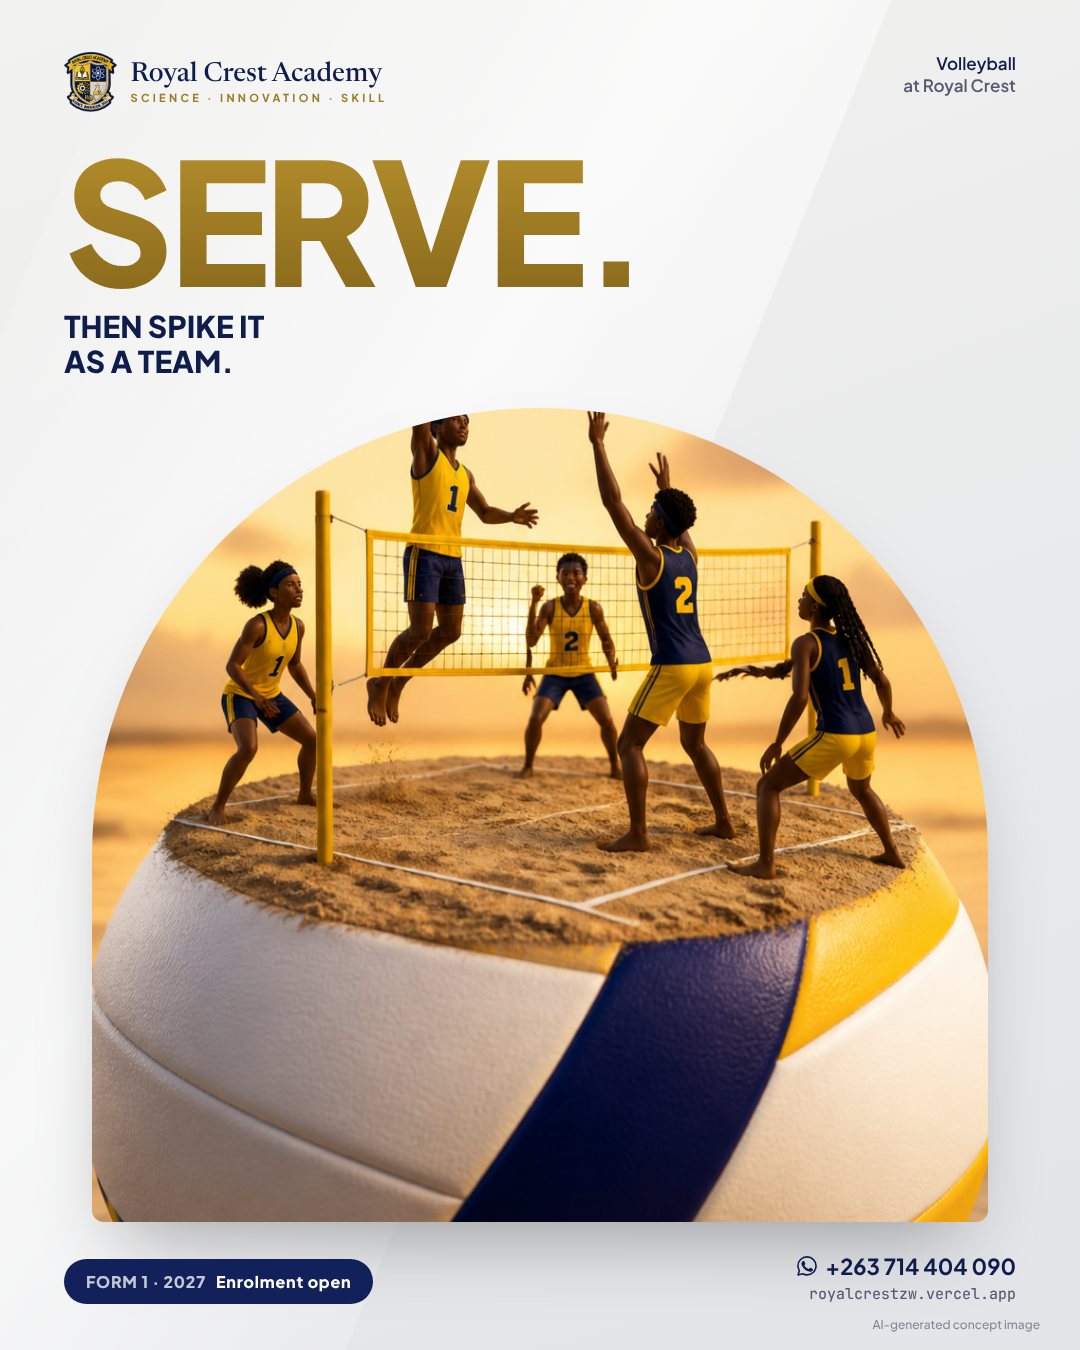 Royal Crest Academy
SCIENCE · INNOVATION · SKILL
Volleyball
at Royal Crest
SERVE.
THEN SPIKE IT
AS A TEAM.
1
2
1
2
1
FORM 1 · 2027 Enrolment open
+263 714 404 090
royalcrestzw.vercel.app
AI-generated concept image